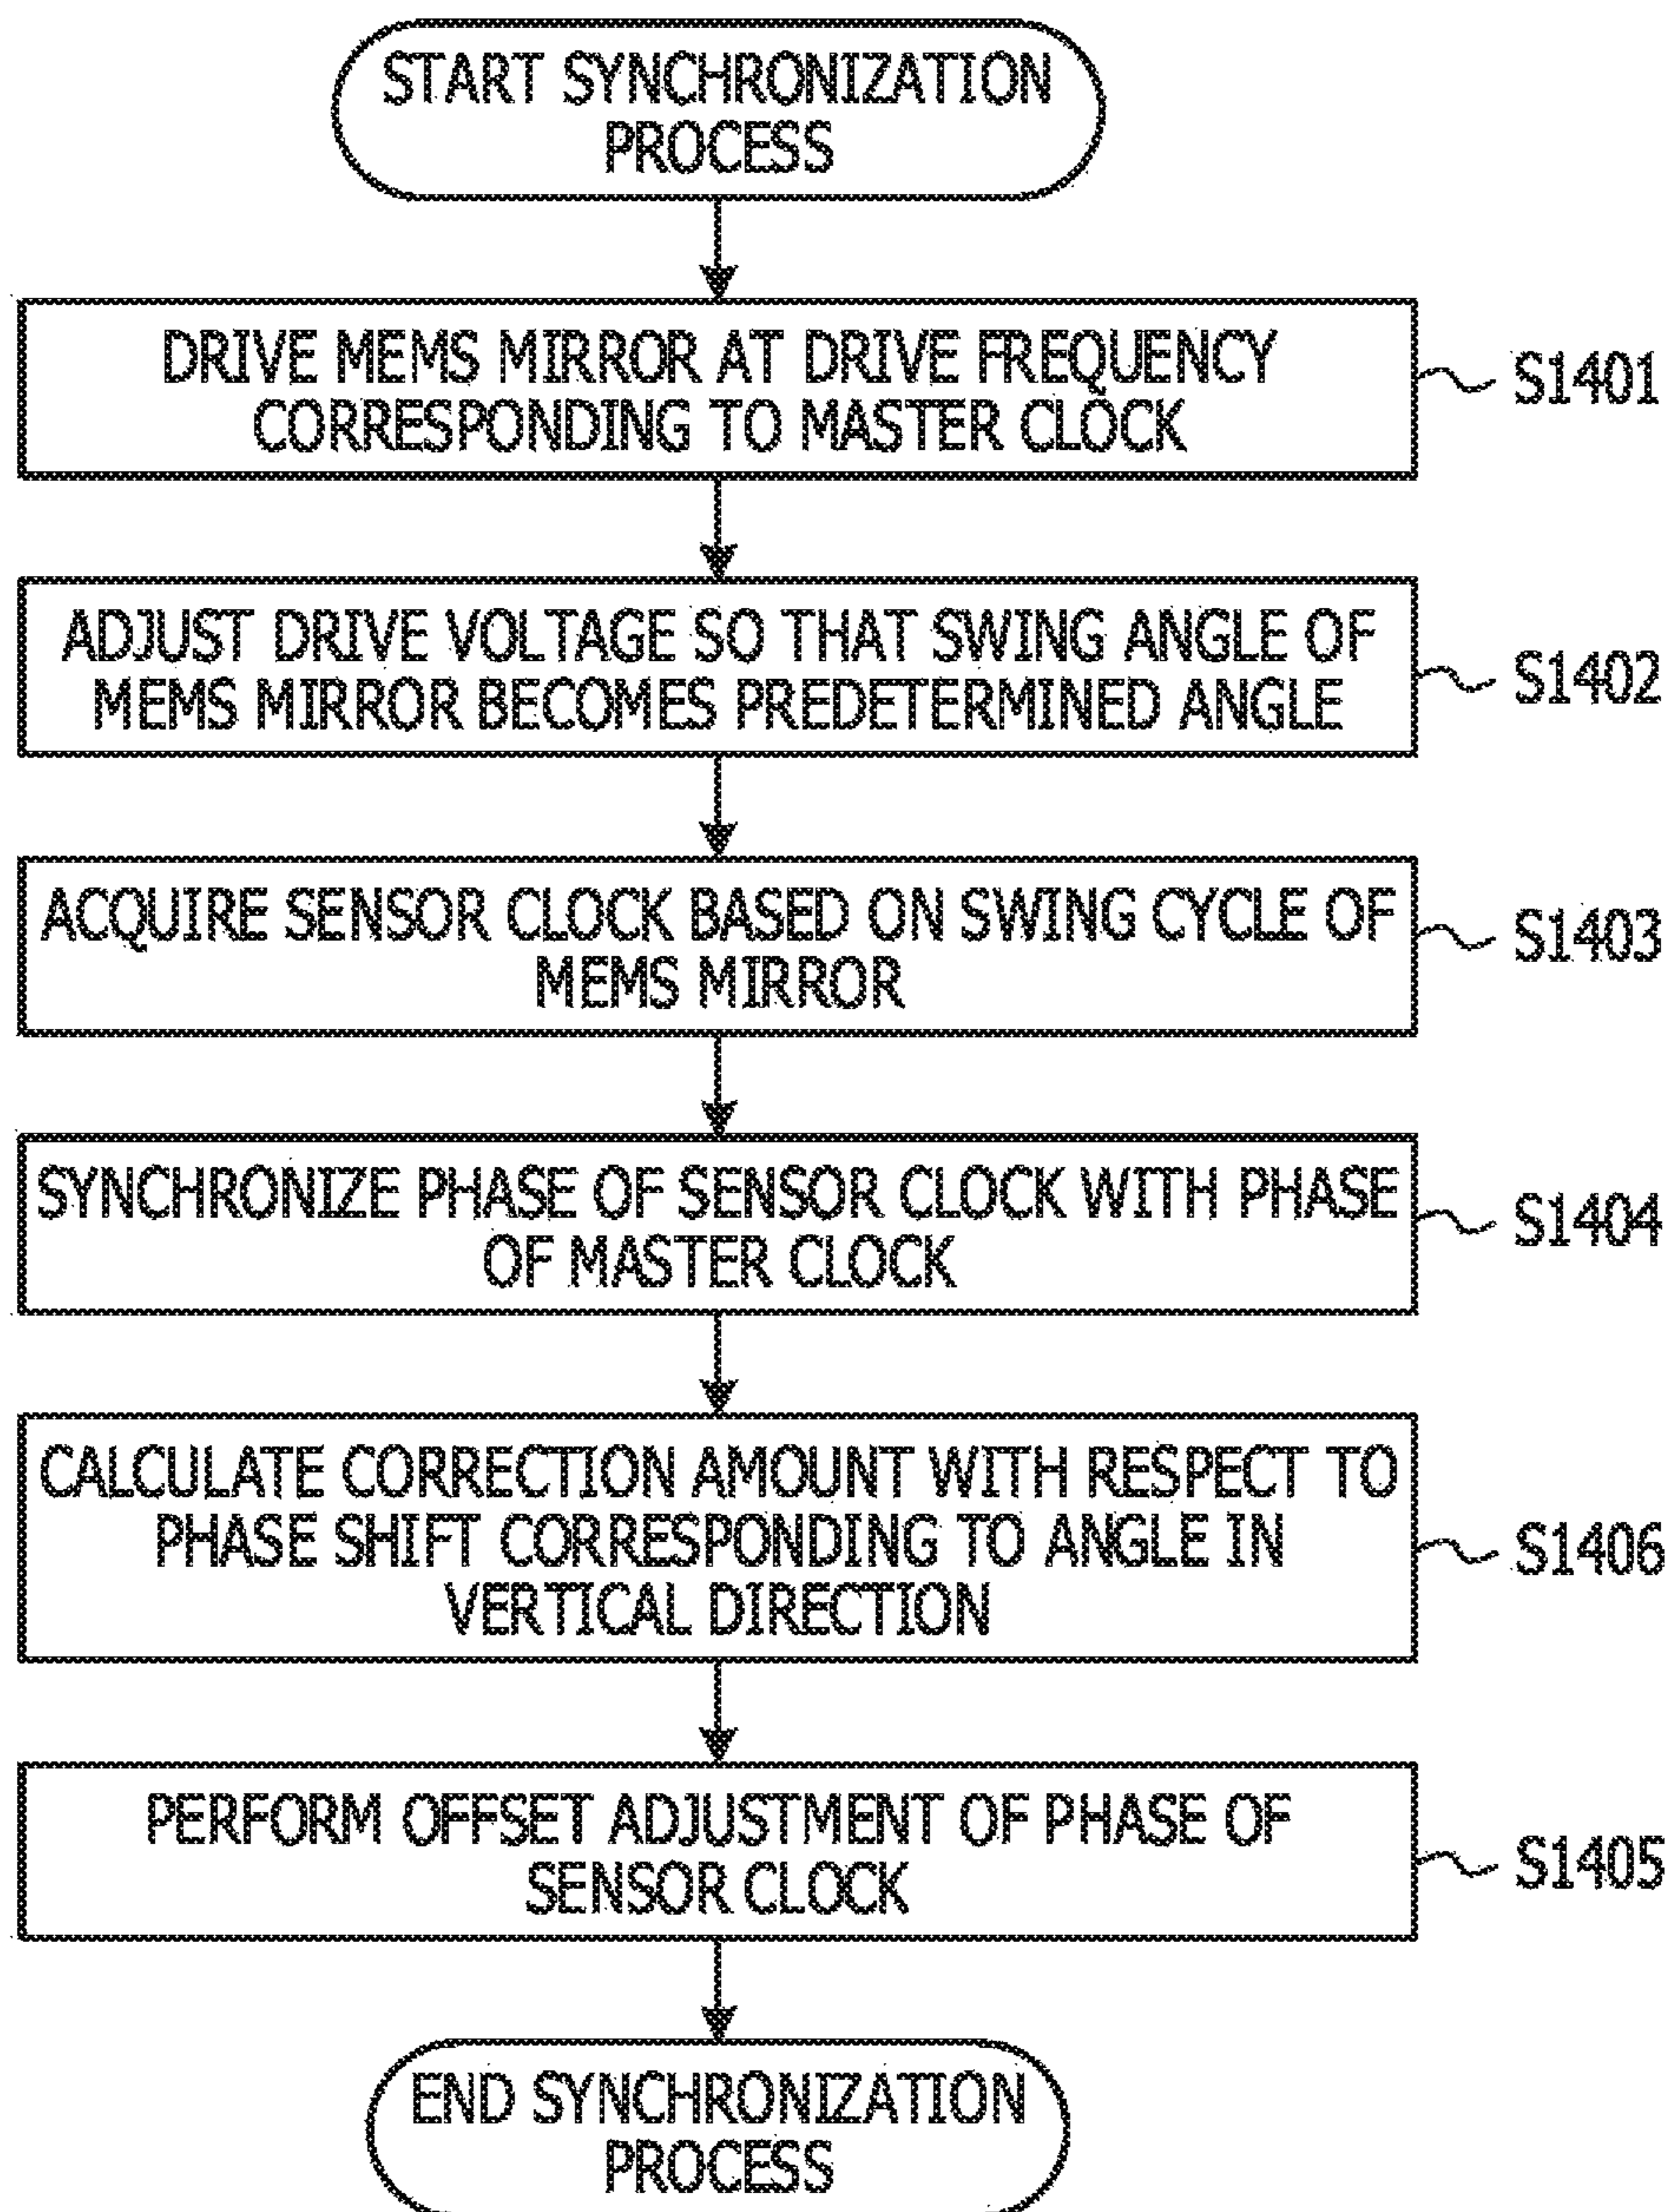 START SYNCHRONIZATION
PROCESS
DRIVE MEMS MIRROR AT DRIVE FREQUENCY
CORRESPONDING TO MASTER CLOCK
S1401
ADJUST DRIVE VOLTAGE SO THAT SWING ANGLE OF
MEMS MIRROR BECOMES PREDETERMINED ANGLE
S1402
ACQUIRE SENSOR CLOCK BASED ON SWING CYCLE OF
MEMS MIRROR
S1403
SYNCHRONIZE PHASE OF SENSOR CLOCK WITH PHASE
OF MASTER CLOCK
S1404
CALCULATE CORRECTION AMOUNT WITH RESPECT TO
PHASE SHIFT CORRESPONDING TO ANGLE IN
VERTICAL DIRECTION
S1406
PERFORM OFFSET ADJUSTMENT OF PHASE OF
SENSOR CLOCK
S1405
END SYNCHRONIZATION
PROCESS